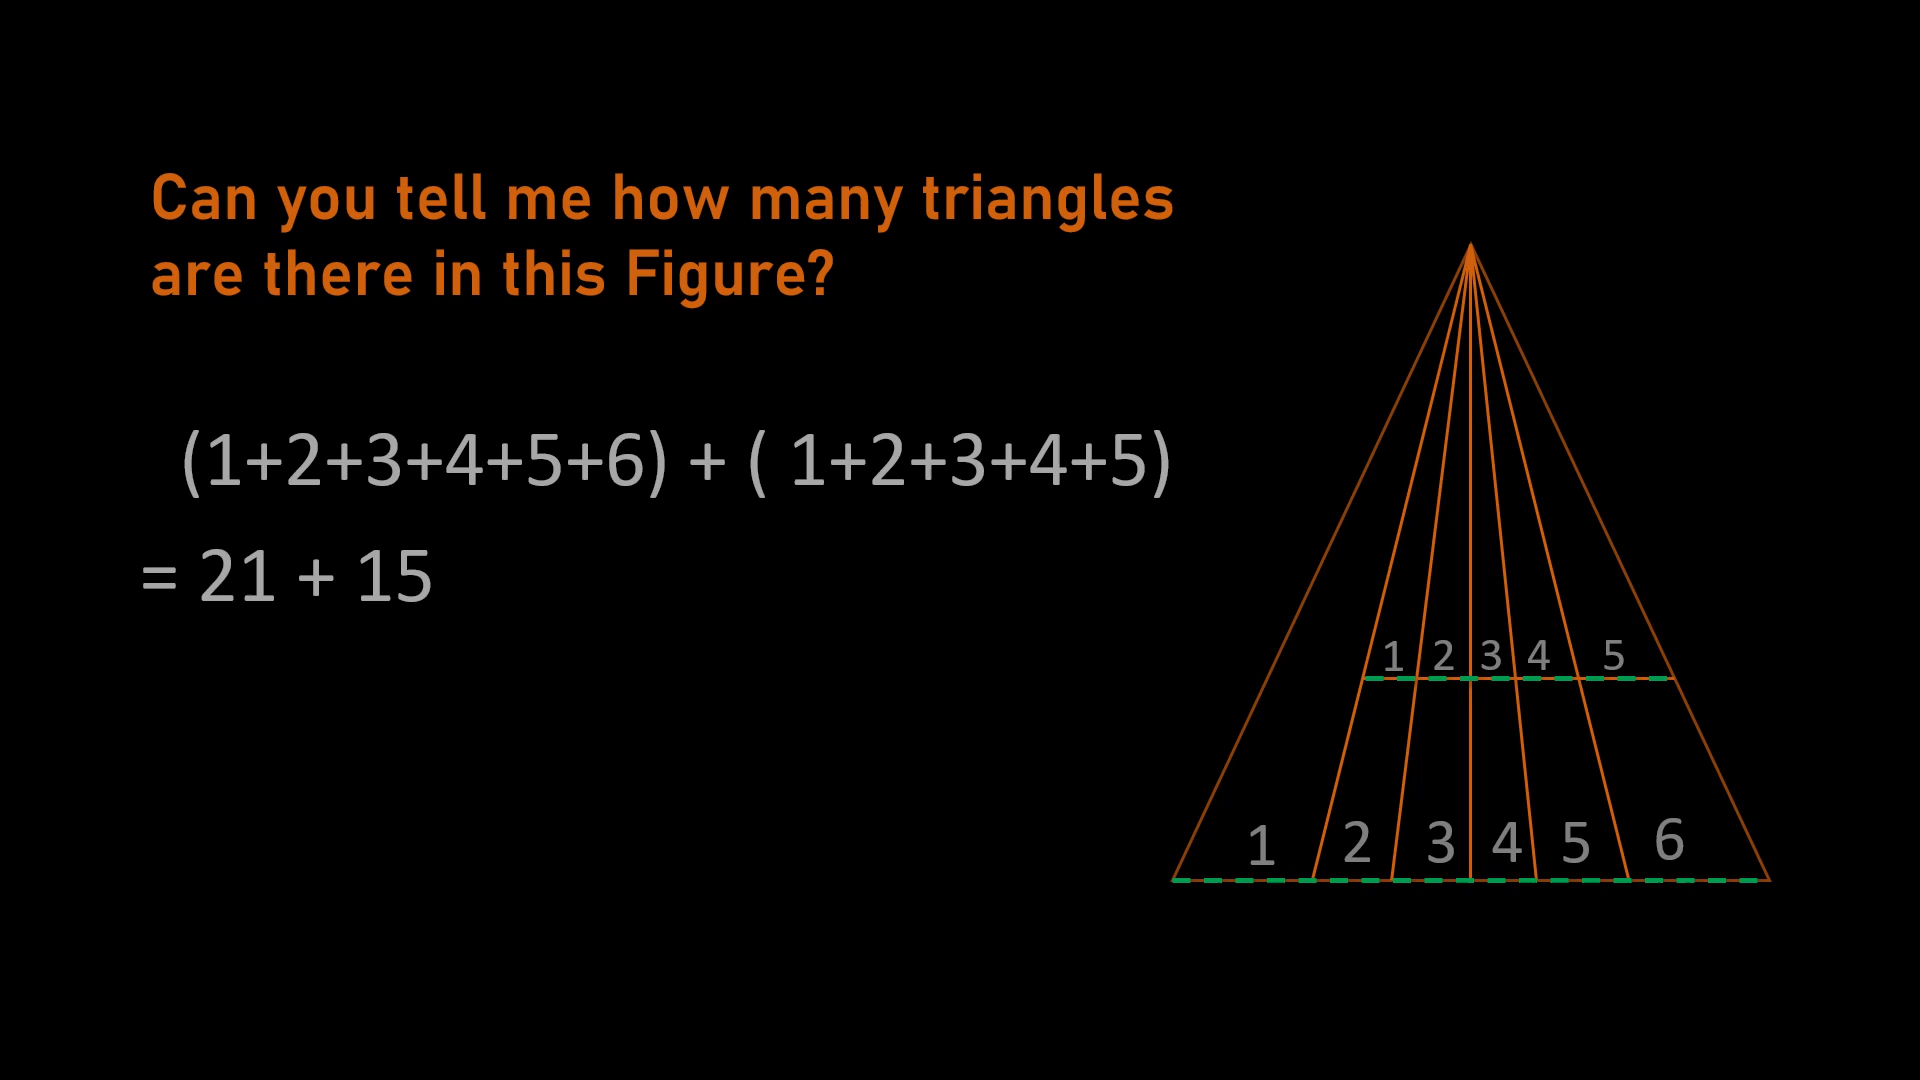 Can you tell me how many triangles
are there in this Figure?
(1+2+3+4+5+6) + ( 1+2+3+4+5)
= 21 + 15
1 2 3 4 5
1 2 3 4 5 6